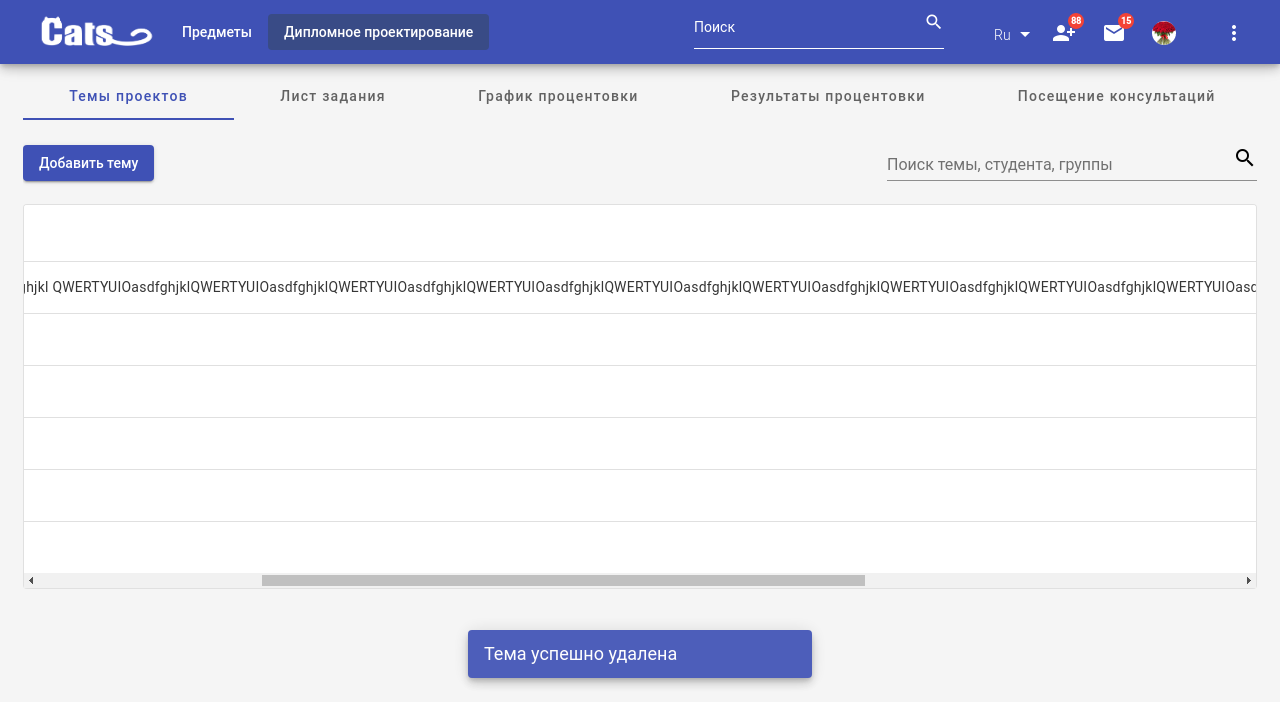 Cats
Предметы
Дипломное проектирование
Поиск
Ru
88
15
Темы проектов
Лист задания
График процентовки
Результаты процентовки
Посещение консультаций
Добавить тему
Поиск темы, студента, группы
hjkl QWERTYUIOasdfghjklQWERTYUIOasdfghjklQWERTYUIOasdfghjklQWERTYUIOasdfghjklQWERTYUIOasdfghjklQWERTYUIOasdfghjklQWERTYUIOasdfghjklQWERTYUIOasdfghjklQWERTYUIOasd
Тема успешно удалена